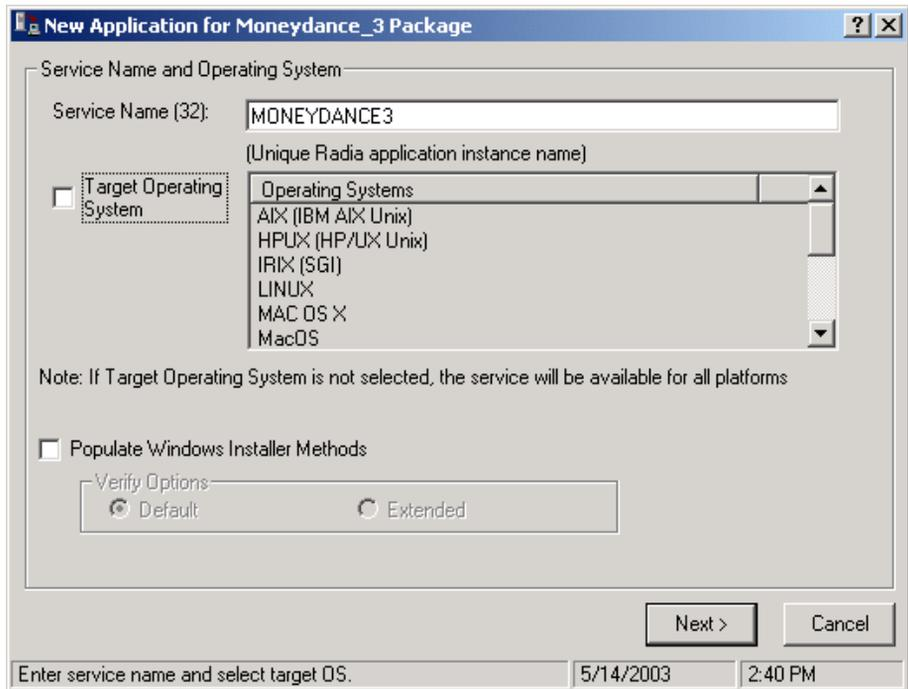 New Application for Moneydance_3 Package
Service Name and Operating System
Service Name (32):
MONEYDANCE3
(Unique Radia application instance name)
Target Operating
System
Operating Systems
AIX (IBM AIX Unix)
HPUX (HP/UX Unix)
IRIX (SGI)
LINUX
MAC OS X
MacOS
Note: If Target Operating System is not selected, the service will be available for all platforms
Populate Windows Installer Methods
Verify Options
Default Extended
Next > Cancel
Enter service name and select target OS. 5/14/2003 2:40 PM